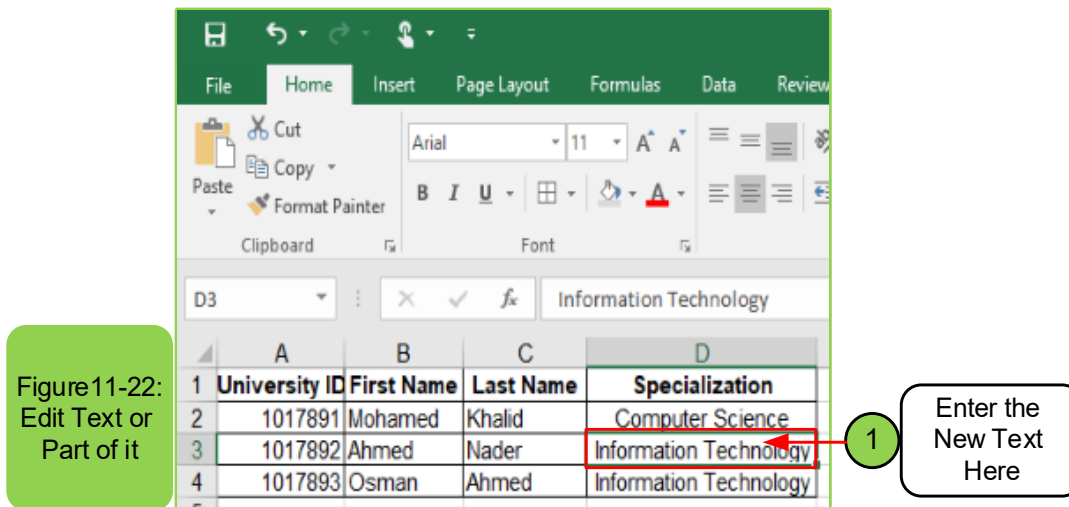 File Home Insert Page Layout Formulas Data Review
Cut
Copy
Paste
Format Painter
Clipboard
Arial 11 A A
B I U A
Font
D3 fx Information Technology
A B C D
1 University ID First Name Last Name Specialization
2 1017891 Mohamed Khalid Computer Science
3 1017892 Ahmed Nader Information Technology
4 1017893 Osman Ahmed Information Technology
Figure11-22:
Edit Text or
Part of it
1
Enter the
New Text
Here